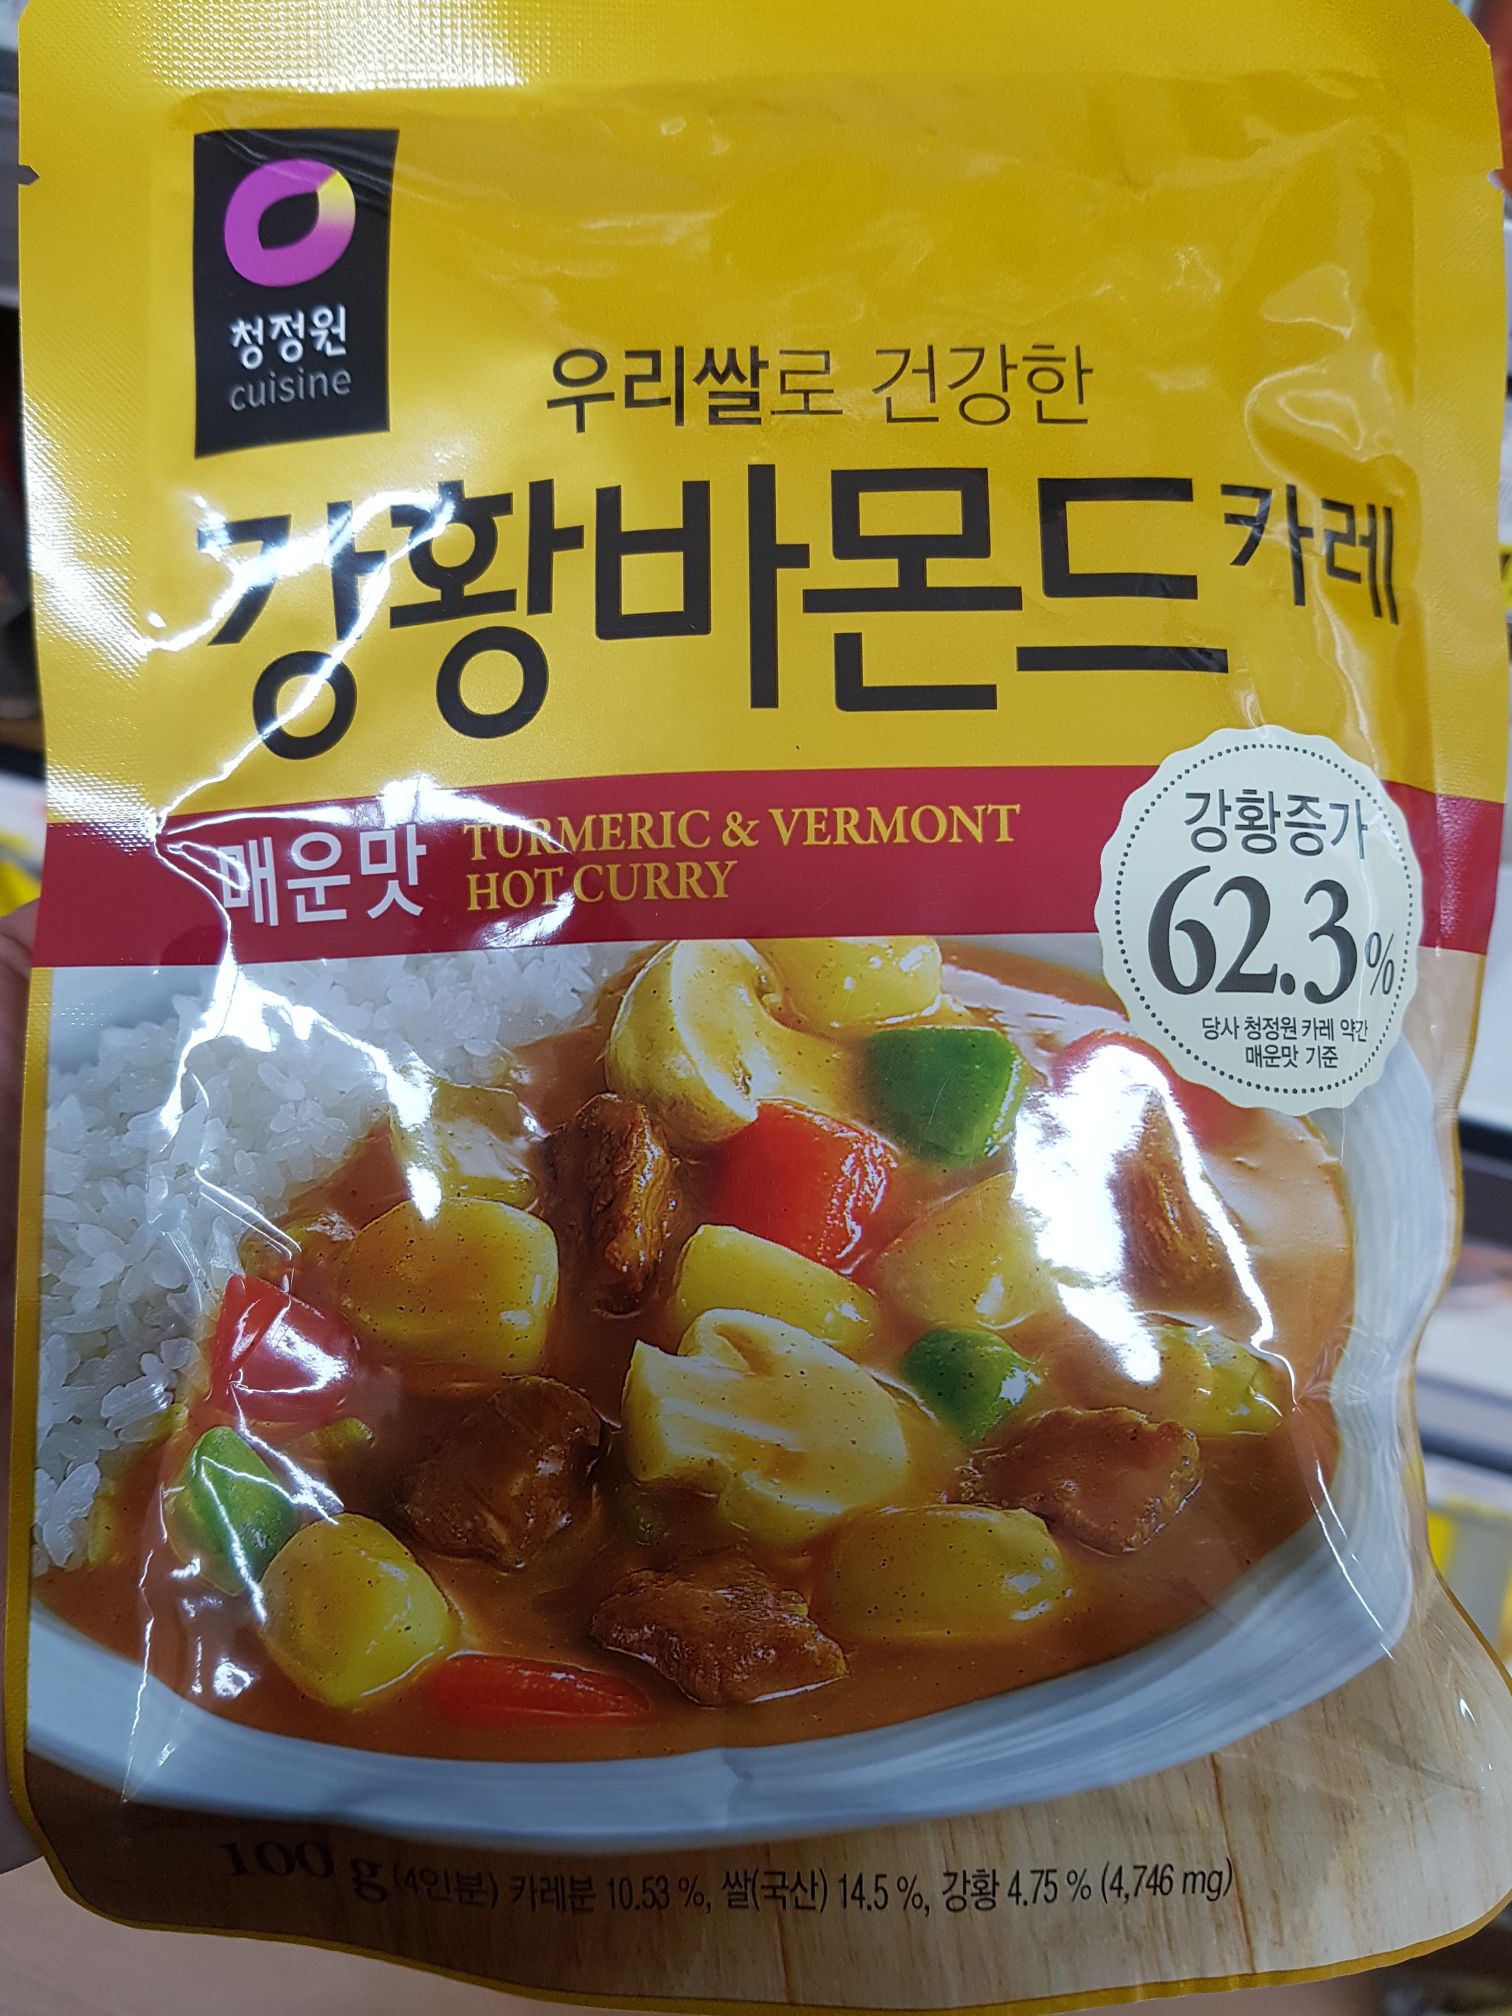 청정원
cuisine
우리쌀로 건강한
강황바몬드 카레
매운맛
TURMERIC & VERMONT
HOT CURRY
강황증가
62.3%
당사 청정원 카레 약간
매운맛 기준
100 g (4인분) 카레분 10.53 %, 쌀(국산) 14.5 %, 강황 4.75 % (4,746 mg)